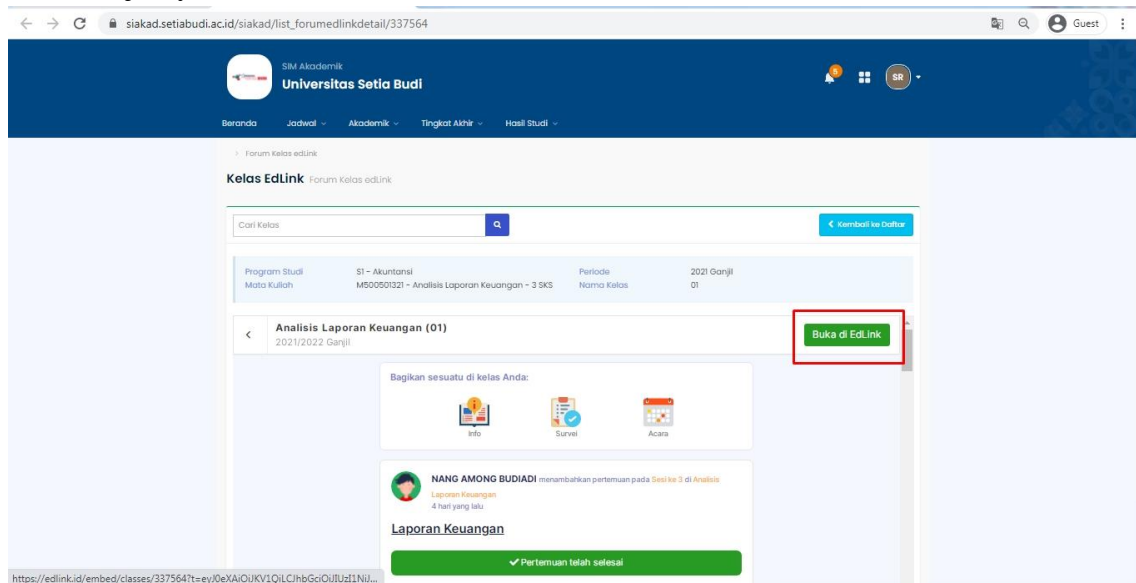 siakad.setiabudi.ac.id/siakad/list_forumedlinkdetail/337564
Guest
SIM Akademik
Universitas Setia Budi
5
SR
Beranda Jadwal Akademik Tingkat Akhir Hasil Studi
> Forum Kelas edLink
Kelas EdLink Forum Kelas edLink
Cari Kelas
Kembali ke Daftar
Program Studi S1 - Akuntansi Periode 2021 Ganjil
Mata Kuliah M500501321 - Analisis Laporan Keuangan - 3 SKS Nama Kelas 01
Analisis Laporan Keuangan (01)
2021/2022 Ganjil
Buka di EdLink
Bagikan sesuatu di kelas Anda:
Info Survei Acara
NANG AMONG BUDIADI menambahkan pertemuan pada Sesi ke 3 di Analisis
Laporan Keuangan
4 hari yang lalu
Laporan Keuangan
Pertemuan telah selesai
https://edlink.id/embed/classes/337564?t=eyJ0eXAiOiJKV1QiLCJhbGciOiJIUzI1NiJ...